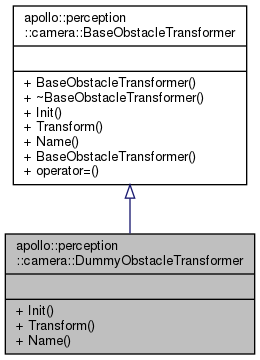 apollo::perception
::camera::BaseObstacleTransformer
+ BaseObstacleTransformer()
+ ~BaseObstacleTransformer()
+ Init()
+ Transform()
+ Name()
+ BaseObstacleTransformer()
+ operator=()
apollo::perception
::camera::DummyObstacleTransformer
+ Init()
+ Transform()
+ Name()